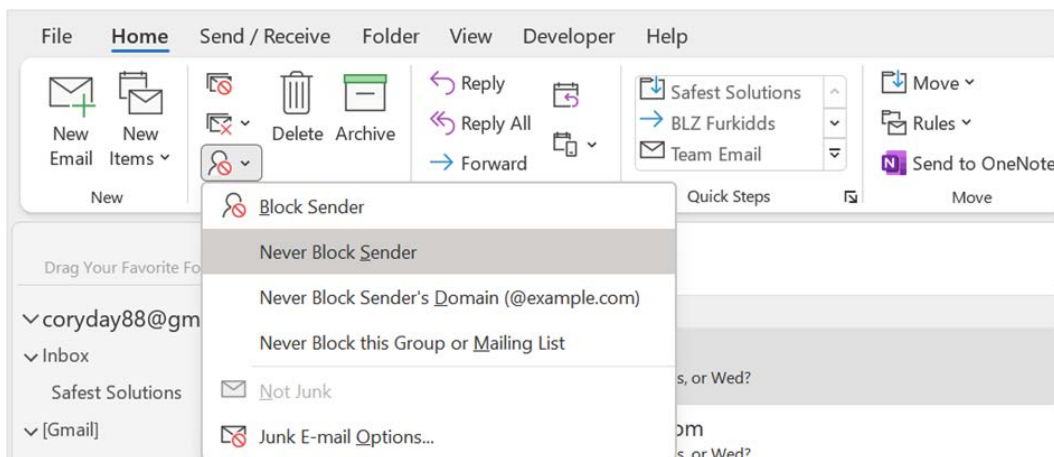 File Home Send / Receive Folder View Developer Help
New Email
New Items
Delete
Archive
Reply
Reply All
Forward
Safest Solutions
BLZ Furkidds
Team Email
Move
Rules
Send to OneNote
New
Quick Steps
Move
Block Sender
Never Block Sender
Never Block Sender's Domain (@example.com)
Never Block this Group or Mailing List
Not Junk
Junk E-mail Options...
Drag Your Favorite Fo
coryday88@gm
Inbox
Safest Solutions
[Gmail]
s, or Wed?
om
s, or Wed?